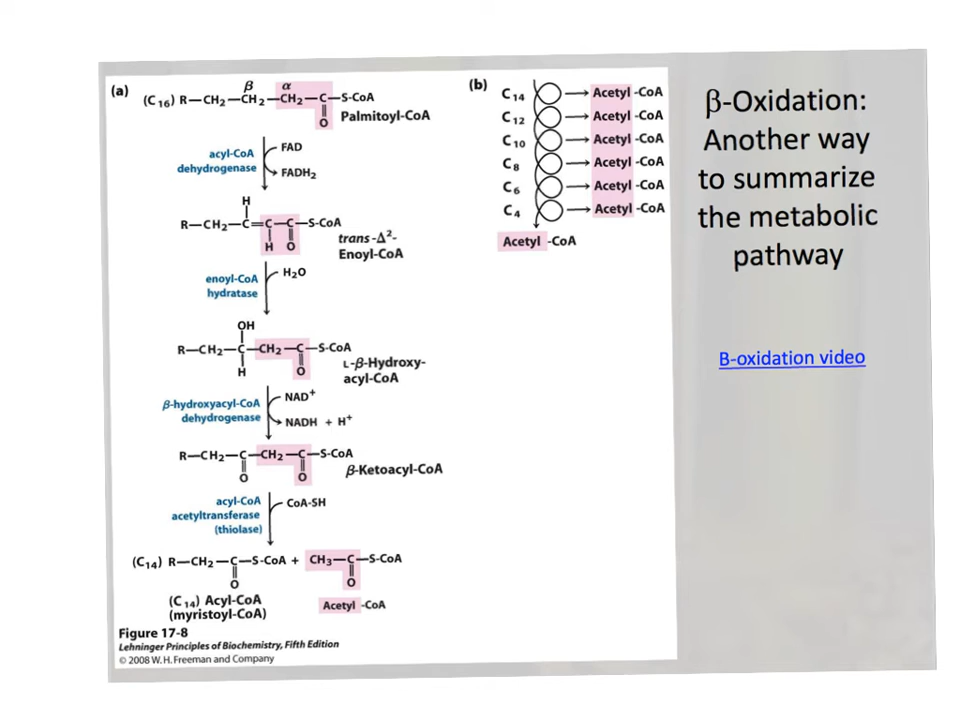 (a)
β α
(C16) R—CH2—CH2—CH2—C—S-CoA
O
Palmitoyl-CoA
acyl-CoA
dehydrogenase
FAD
FADH2
H
R—CH2—C=C—C—S-CoA
H O
trans-Δ2-
Enoyl-CoA
enoyl-CoA
hydratase
H2O
OH
R—CH2—C—CH2—C—S-CoA
H O
L-β-Hydroxy-
acyl-CoA
β-hydroxyacyl-CoA
dehydrogenase
NAD+
NADH + H+
R—CH2—C—CH2—C—S-CoA
O O
β-Ketoacyl-CoA
acyl-CoA
acetyltransferase
(thiolase)
CoA-SH
(C14) R—CH2—C—S-CoA + CH3—C—S-CoA
O O
(C14) Acyl-CoA
(myristoyl-CoA)
Acetyl -CoA
Figure 17-8
Lehninger Principles of Biochemistry, Fifth Edition
© 2008 W. H. Freeman and Company
(b)
C14 Acetyl -CoA
C12 Acetyl -CoA
C10 Acetyl -CoA
C8 Acetyl -CoA
C6 Acetyl -CoA
C4 Acetyl -CoA
Acetyl -CoA
β-Oxidation:
Another way
to summarize
the metabolic
pathway
B-oxidation video